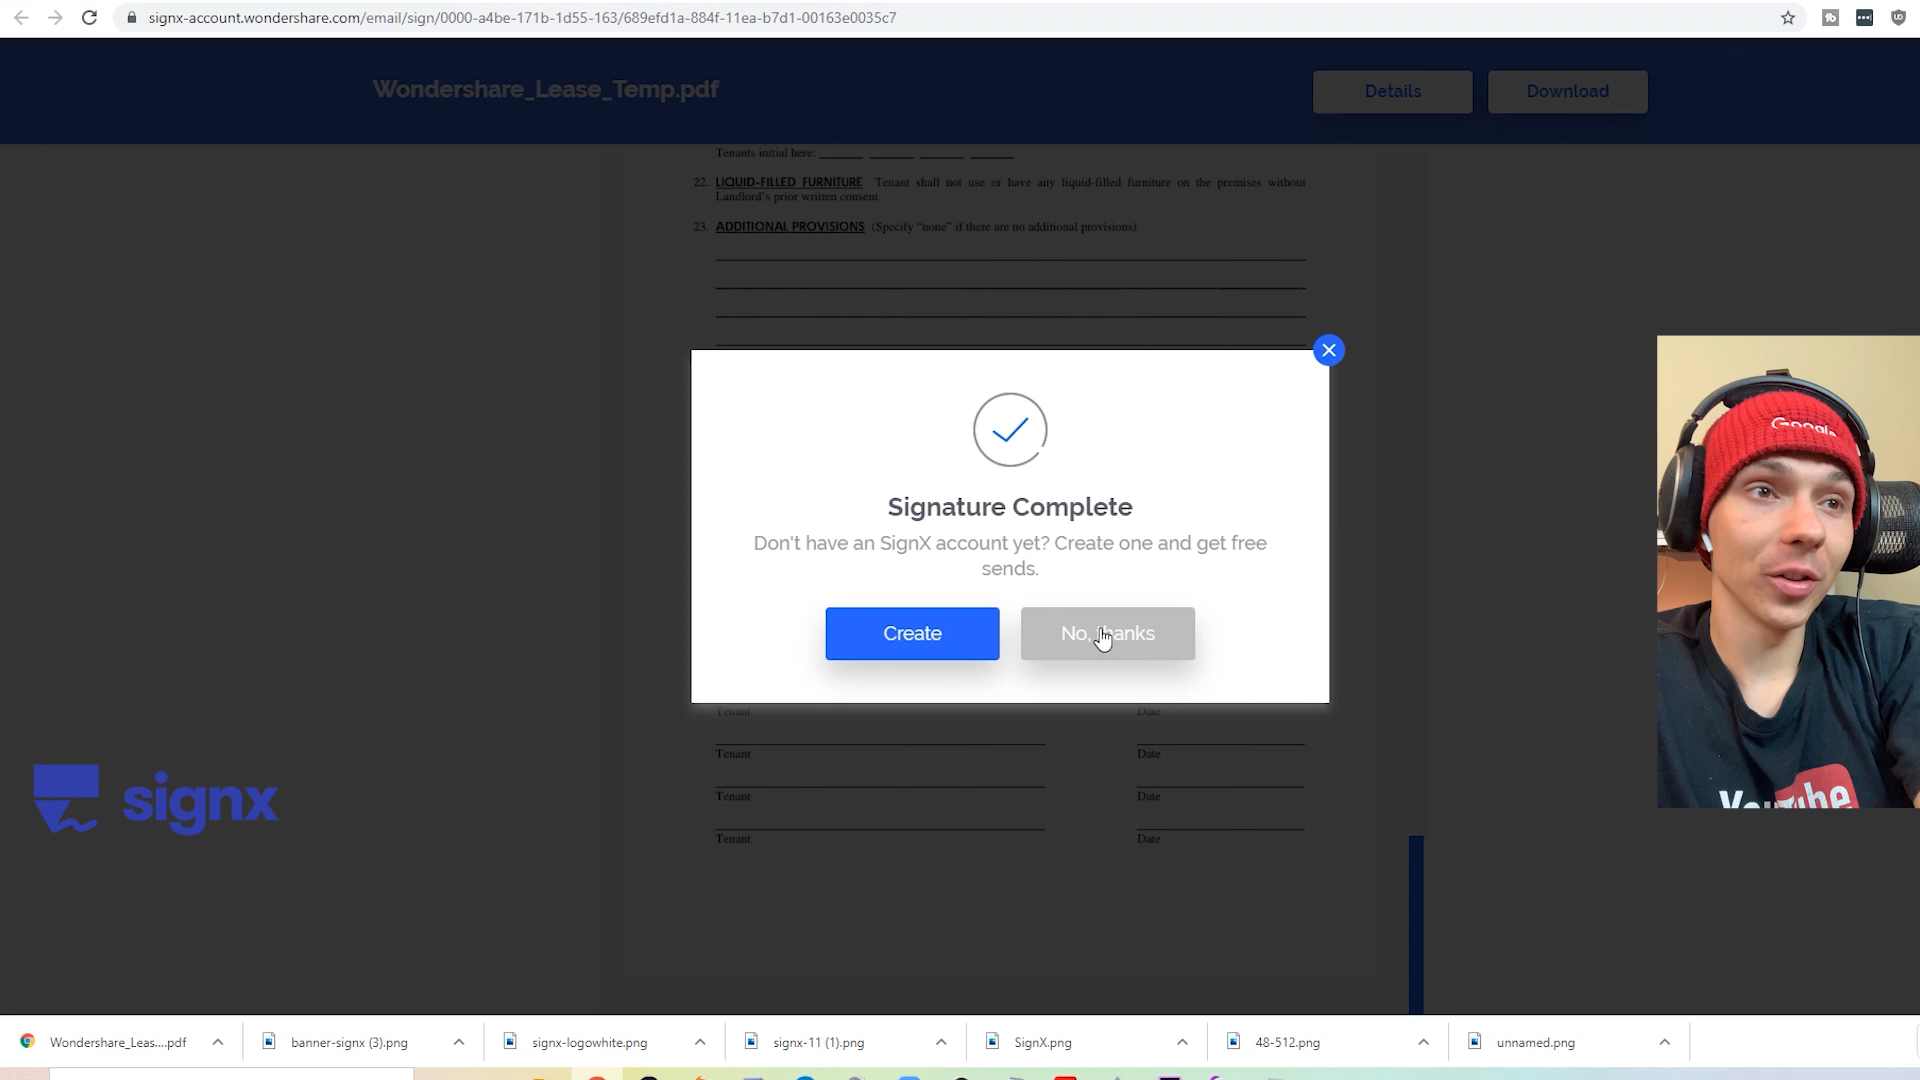 signx-account.wondershare.com/email/sign/0000-a4be-171b-1d55-163/689efd1a-884f-11ea-b7d1-00163e0035c7
Wondershare_Lease_Temp.pdf
Details
Download
Tenants initial here:
22. LIQUID-FILLED FURNITURE Tenant shall not use or have any liquid-filled furniture on the premises without
Landlord's prior written consent.
23. ADDITIONAL PROVISIONS (Specify “none” if there are no additional provisions)
Signature Complete
Don't have an SignX account yet? Create one and get free
sends.
Create
No, thanks
Tenant Date
Tenant Date
Tenant Date
Tenant Date
signx
Google
YouTube
Wondershare_Leas....pdf
banner-signx (3).png
signx-logowhite.png
signx-11 (1).png
SignX.png
48-512.png
unnamed.png